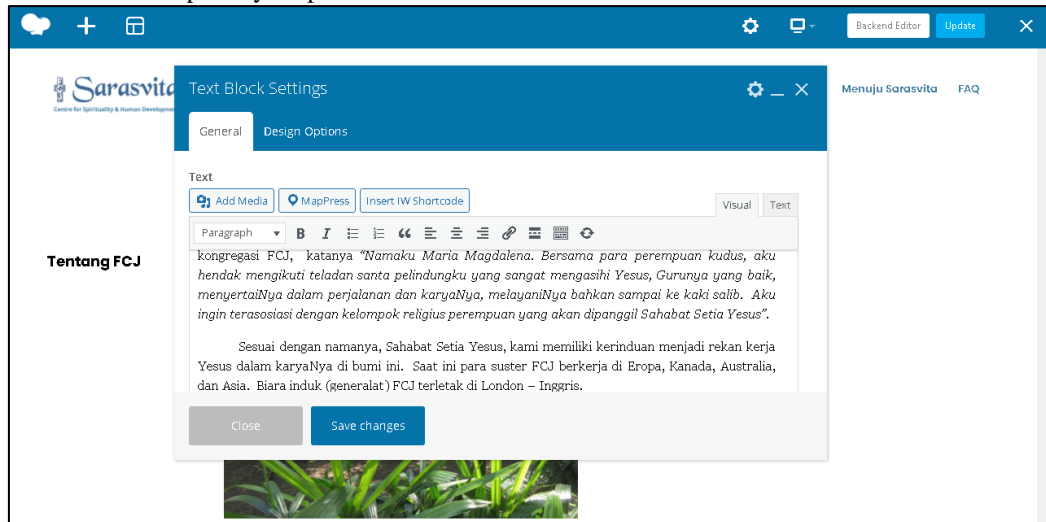 Backend Editor
Update
Sarasvita
Centre for Spirituality & Human Development
Menuju Sarasvita
FAQ
Text Block Settings
General
Design Options
Text
Add Media
MapPress
Insert IW Shortcode
Visual
Text
Paragraph
B
I
Tentang FCJ
kongregasi FCJ, katanya "Namaku Maria Magdalena. Bersama para perempuan kudus, aku
hendak mengikuti teladan santa pelindungku yang sangat mengasihi Yesus, Gurunya yang baik,
menyertaiNya dalam perjalanan dan karyaNya, melayaniNya bahkan sampai ke kaki salib. Aku
ingin terasosiasi dengan kelompok religius perempuan yang akan dipanggil Sahabat Setia Yesus".
Sesuai dengan namanya, Sahabat Setia Yesus, kami memiliki kerinduan menjadi rekan kerja
Yesus dalam karyaNya di bumi ini. Saat ini para suster FCJ berkerja di Eropa, Kanada, Australia,
dan Asia. Biara induk (generalat) FCJ terletak di London – Inggris.
Close
Save changes